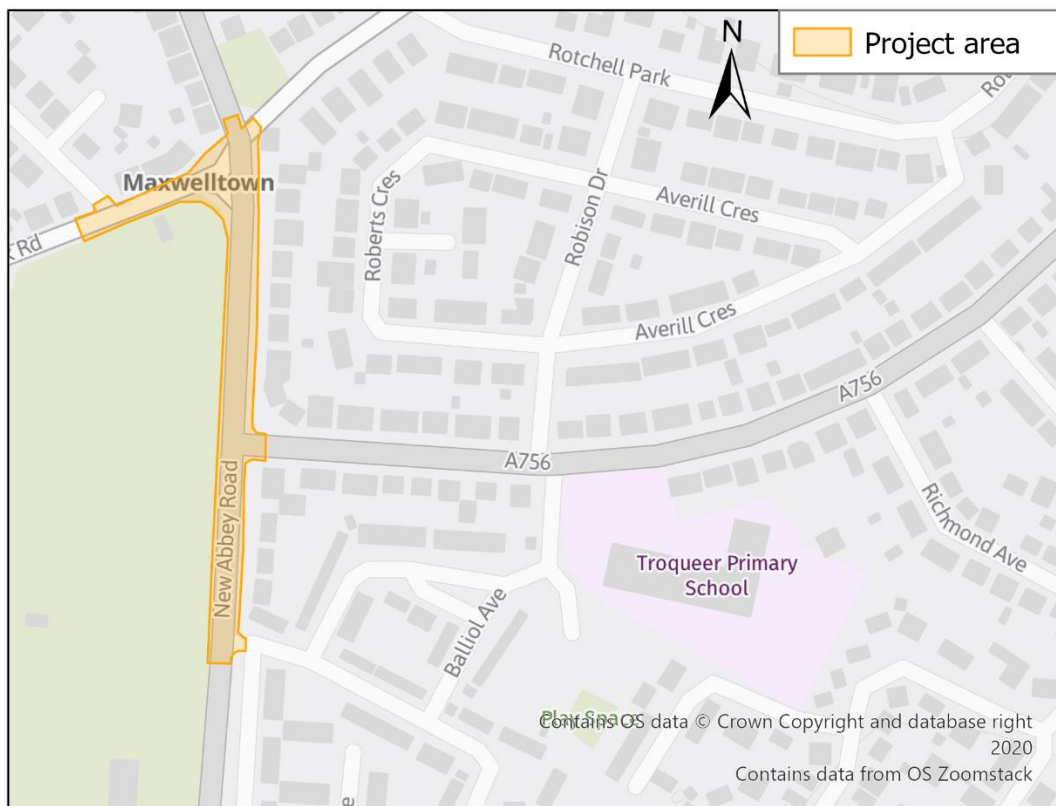 N
Project area
Rotchell Park
Maxwelltown
Roberts Cres
Robison Dr
Averill Cres
Rd
Averill Cres
A756
A756
New Abbey Road
Richmond Ave
Troqueer Primary
School
Balliol Ave
Play Space
Contains OS data © Crown Copyright and database right
2020
Contains data from OS Zoomstack